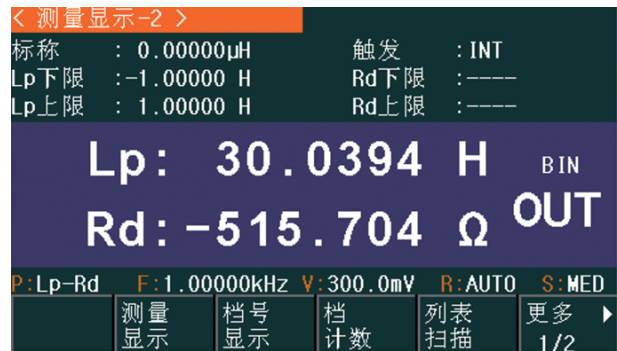 < 测量显示-2 >
标称 : 0.00000μH 触发 :INT
Lp下限 :-1.00000 H Rd下限 :----
Lp上限 : 1.00000 H Rd上限 :----
Lp: 30.0394 H BIN
Rd:-515.704 Ω OUT
P:Lp-Rd F:1.00000kHz V:300.0mV R:AUTO S:MED
测量显示 档号显示 档计数 列表扫描 更多 1/2